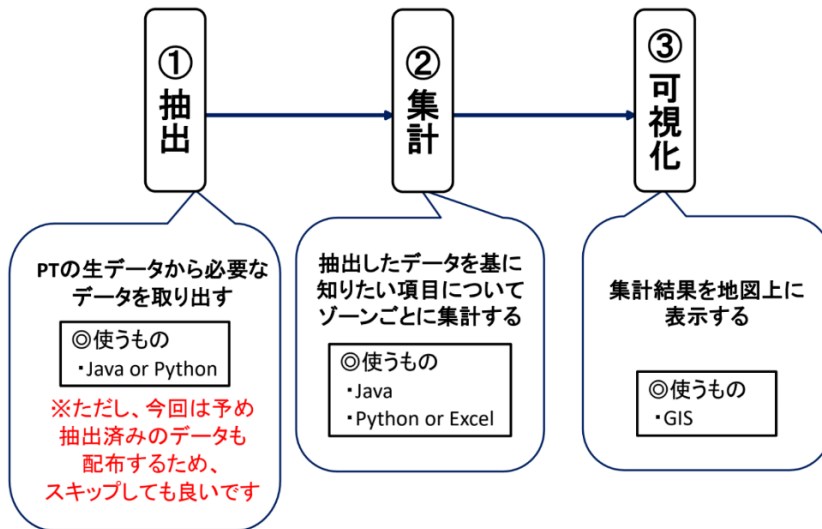 ①抽出
②集計
③可視化
PTの生データから必要な
データを取り出す
◎使うもの
・Java or Python
※ただし、今回は予め
抽出済みのデータも
配布するため、
スキップしても良いです
抽出したデータを基に
知りたい項目について
ゾーンごとに集計する
◎使うもの
・Java
・Python or Excel
集計結果を地図上に
表示する
◎使うもの
・GIS